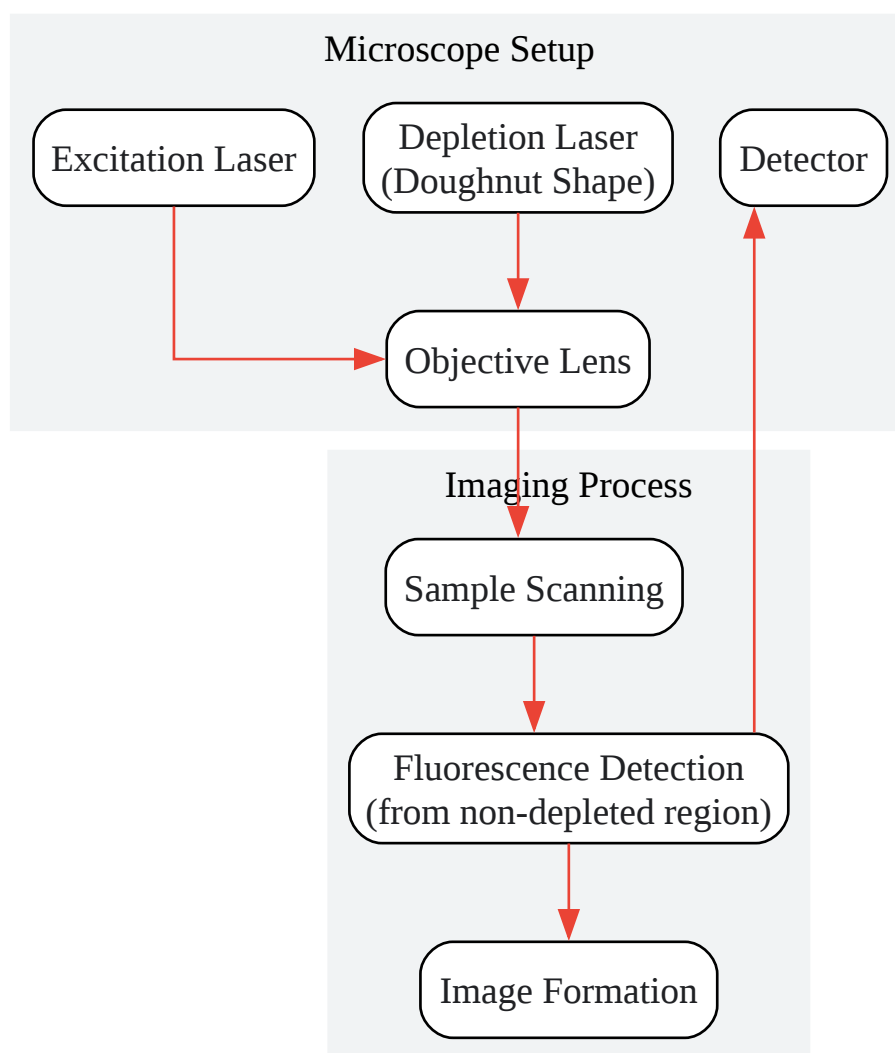 Microscope Setup
Excitation Laser
Depletion Laser
(Doughnut Shape)
Detector
Objective Lens
Imaging Process
Sample Scanning
Fluorescence Detection
(from non-depleted region)
Image Formation